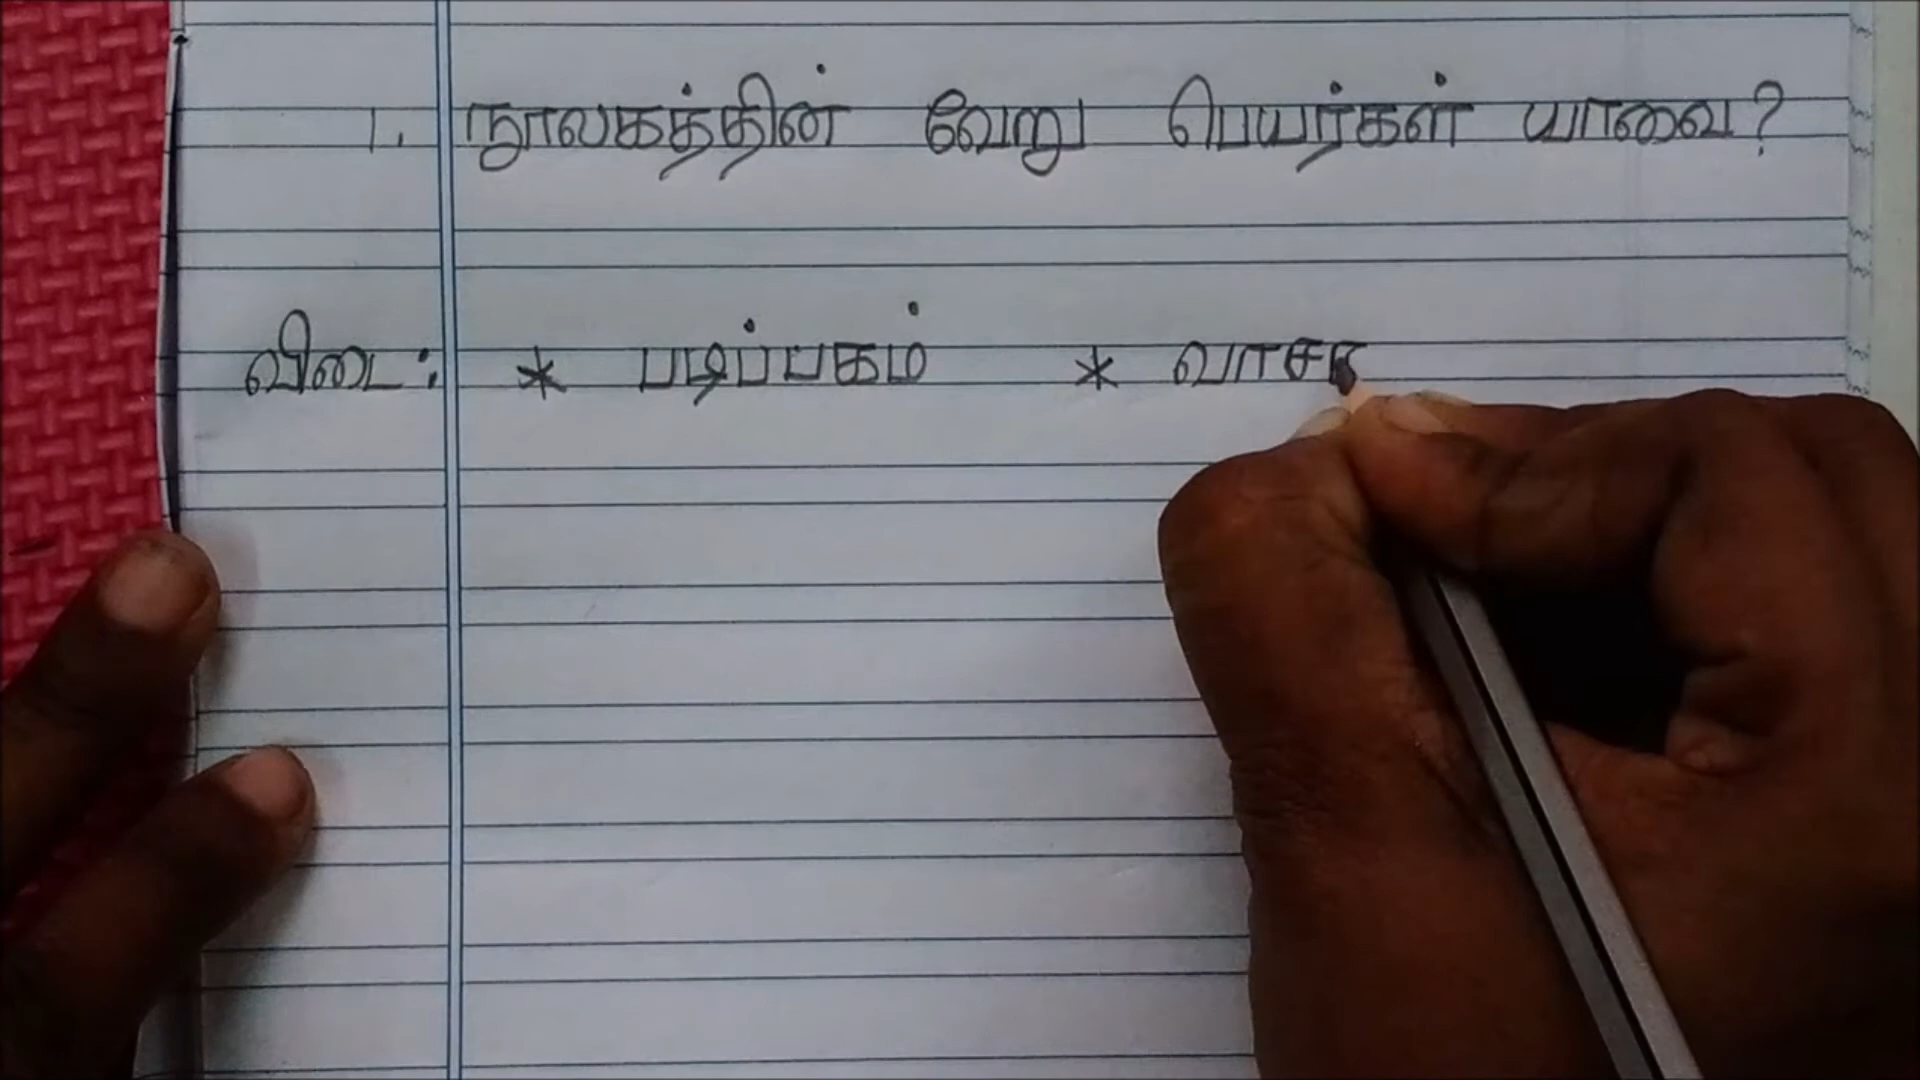 1. நூலகத்தின் வேறு பெயர்கள் யாவை?
விடை: * படிப்பகம் * வாசக